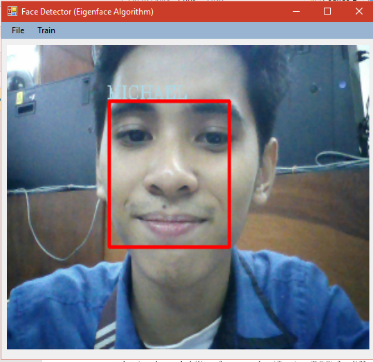 Face Detector (Eigenface Algorithm)
File Train
MICHAEL